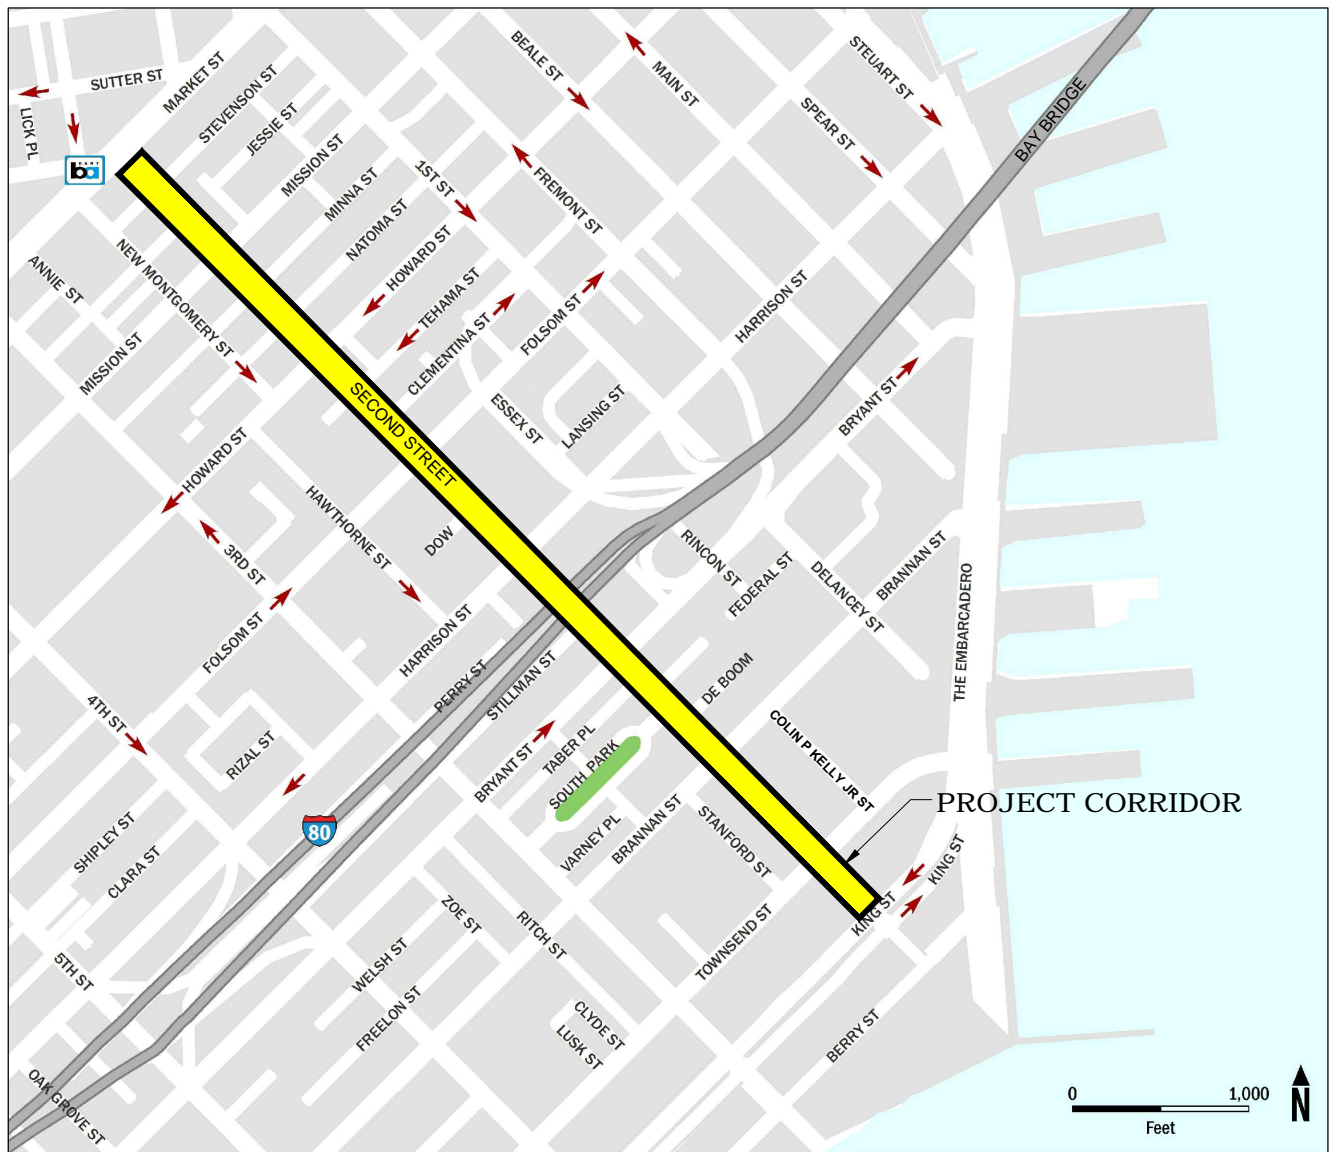 BEALE ST
MAIN ST
STEUART ST
SUTTER ST
MARKET ST
STEVENSON ST
SPEAR ST
BAY BRIDGE
LICK PL
JESSIE ST
MISSION ST
BART
ba
1ST ST
FREMONT ST
MINNA ST
NATOMA ST
HOWARD ST
NEW MONTGOMERY ST
ANNIE ST
TEHAMA ST
CLEMENTINA ST
FOLSOM ST
HARRISON ST
MISSION ST
SECOND STREET
ESSEX ST
LANSING ST
BRYANT ST
HOWARD ST
HAWTHORNE ST
DOW
3RD ST
RINCON ST
FEDERAL ST
DELANCEY ST
BRANNAN ST
THE EMBARCADERO
FOLSOM ST
HARRISON ST
PERRY ST
STILLMAN ST
DE BOOM
4TH ST
RIZAL ST
BRYANT ST
TABER PL
SOUTH PARK
COLIN P KELLY JR ST
PROJECT CORRIDOR
80
SHIPLEY ST
CLARA ST
VARNEY PL
BRANNAN ST
STANFORD ST
KING ST
KING ST
ZOE ST
RITCH ST
TOWNSEND ST
5TH ST
WELSH ST
FREELON ST
CLYDE ST
LUSK ST
BERRY ST
OAK GROVE ST
0 1,000
Feet
N